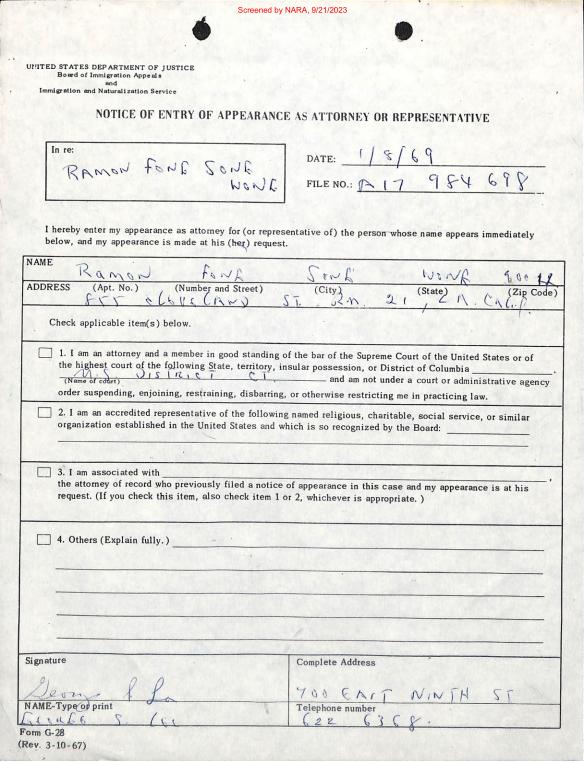 Screened by NARA, 9/21/2023
UNITED STATES DEPARTMENT OF JUSTICE
Board of Immigration Appeals
and
Immigration and Naturalization Service
NOTICE OF ENTRY OF APPEARANCE AS ATTORNEY OR REPRESENTATIVE
In re:
RAMON FONG SONG
WONG
DATE: 1/8/69
FILE NO.: A17 984 698
I hereby enter my appearance as attorney for (or representative of) the person whose name appears immediately
below, and my appearance is made at his (her) request.
NAME
RAMON FONG SONG WONG 900 12
ADDRESS (Apt. No.) (Number and Street) (City) (State) (Zip Code)
855 ST. RM. 21, L.A. CALIF
Check applicable item(s) below.
1. I am an attorney and a member in good standing of the bar of the Supreme Court of the United States or of
the highest court of the following State, territory, insular possession, or District of Columbia
U.S. DISTRICT CT.
(Name of court) and am not under a court or administrative agency
order suspending, enjoining, restraining, disbarring, or otherwise restricting me in practicing law.
2. I am an accredited representative of the following named religious, charitable, social service, or similar
organization established in the United States and which is so recognized by the Board:
3. I am associated with ,
the attorney of record who previously filed a notice of appearance in this case and my appearance is at his
request. (If you check this item, also check item 1 or 2, whichever is appropriate. )
4. Others (Explain fully.)
Signature
Complete Address
George S
700 EAST NINTH ST
NAME-Type or print
Telephone number
GEORGE S.
622 6368.
Form G-28
(Rev. 3-10-67)